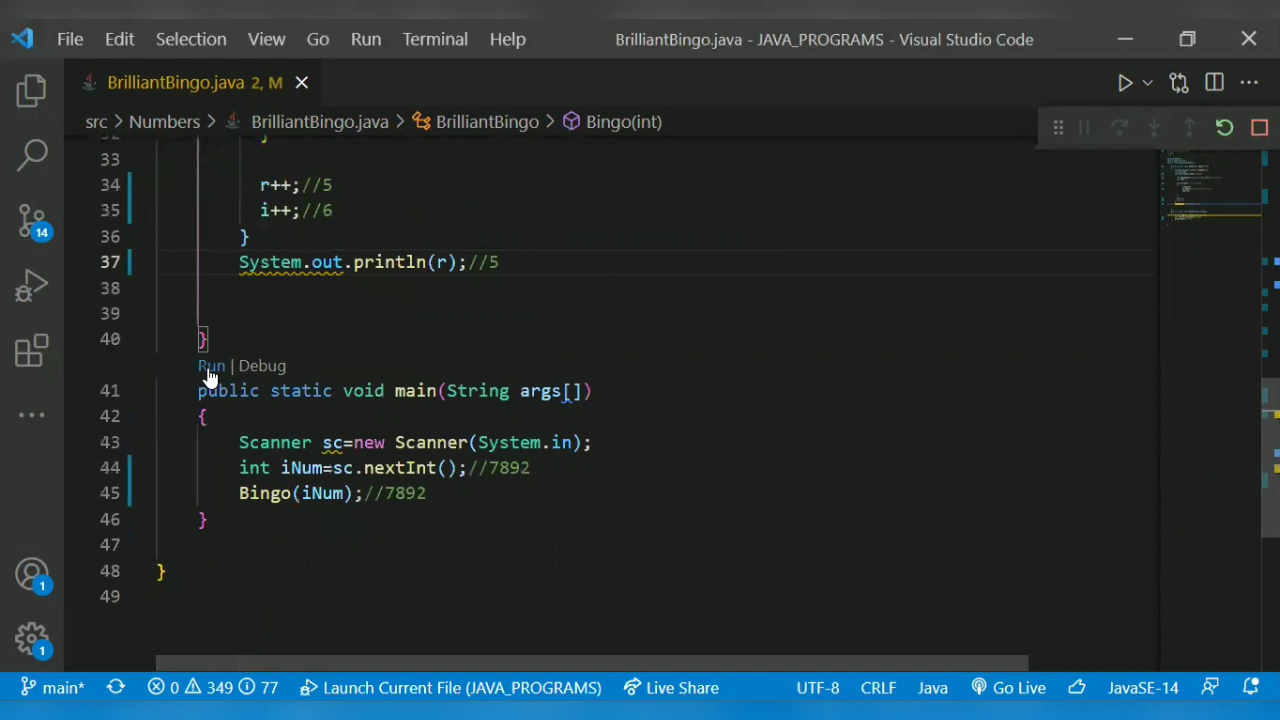 File Edit Selection View Go Run Terminal Help BrilliantBingo.java - JAVA_PROGRAMS - Visual Studio Code
BrilliantBingo.java 2, M
src > Numbers > BrilliantBingo.java > BrilliantBingo > Bingo(int)
33
34 r++;//5
35 i++;//6
36 }
37 System.out.println(r);//5
38
39
40 }
Run | Debug
41 public static void main(String args[])
42 {
43 Scanner sc=new Scanner(System.in);
44 int iNum=sc.nextInt();//7892
45 Bingo(iNum);//7892
46 }
47
48 }
49
14
1
1
main* 0 349 77 Launch Current File (JAVA_PROGRAMS) Live Share UTF-8 CRLF Java Go Live JavaSE-14